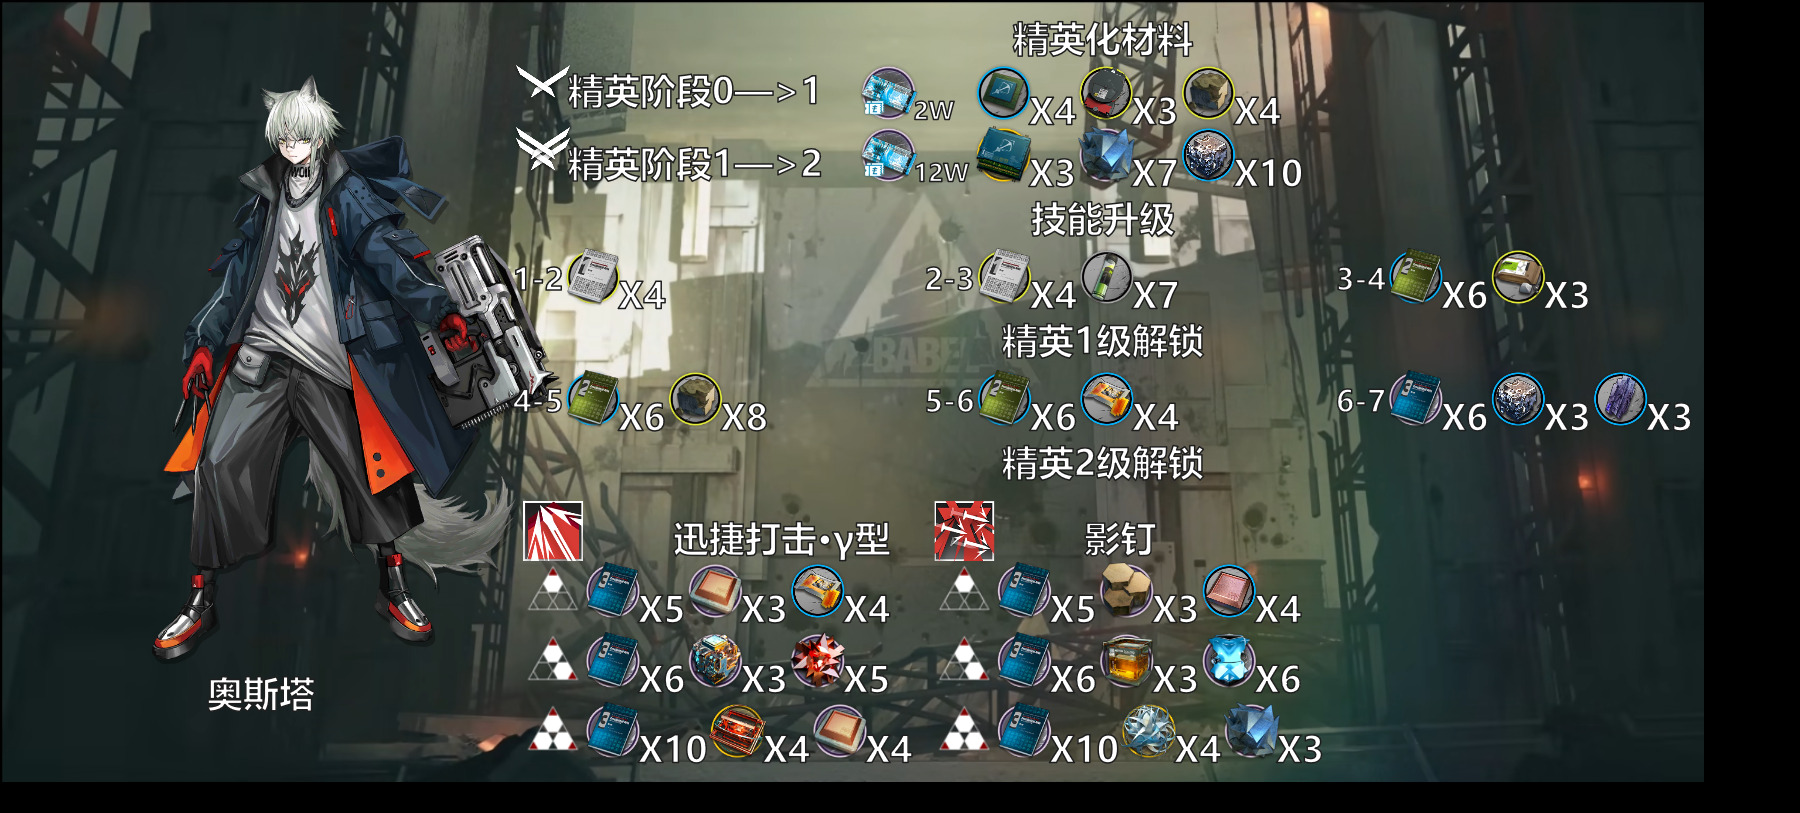 精英化材料
精英阶段0—>1 2W X4 X3 X4
精英阶段1—>2 12W X3 X7 X10
技能升级
1-2 X4 2-3 X4 X7 3-4 X6 X3
精英1级解锁
4-5 X6 X8 5-6 X6 X4 6-7 X6 X3 X3
精英2级解锁
迅捷打击•γ型 影钉
X5 X3 X4 X5 X3 X4
X6 X3 X5 X6 X3 X6
X10 X4 X4 X10 X4 X3
奥斯塔
BABEL